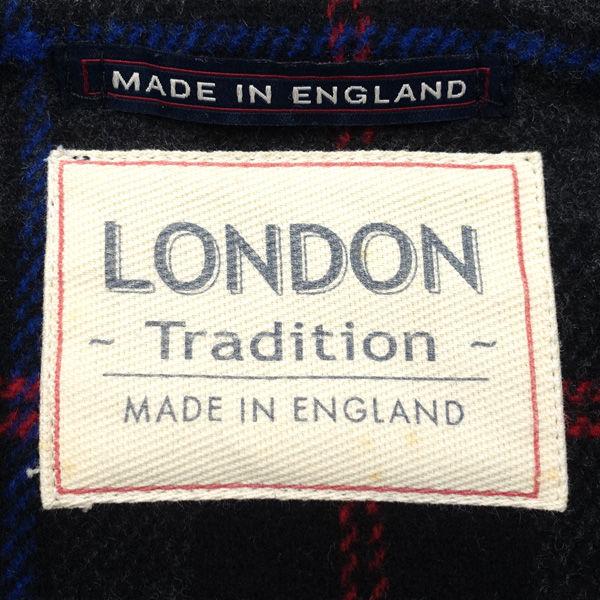 MADE IN ENGLAND
LONDON
~ Tradition ~
MADE IN ENGLAND